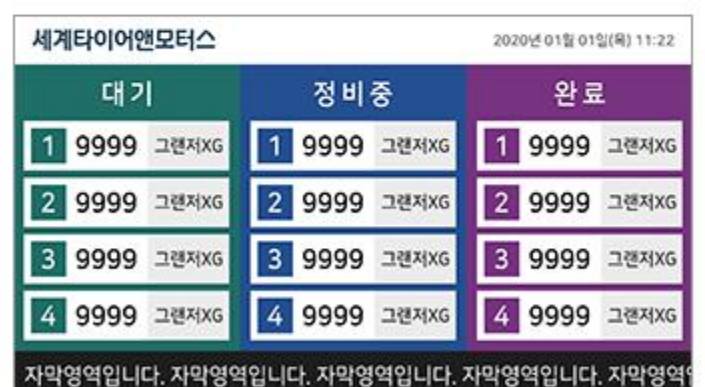 세계타이어앤모터스 2020년 01월 01일(목) 11:22
대기 정비중 완료
1 9999 그랜저XG 1 9999 그랜저XG 1 9999 그랜저XG
2 9999 그랜저XG 2 9999 그랜저XG 2 9999 그랜저XG
3 9999 그랜저XG 3 9999 그랜저XG 3 9999 그랜저XG
4 9999 그랜저XG 4 9999 그랜저XG 4 9999 그랜저XG
자막영역입니다. 자막영역입니다. 자막영역입니다. 자막영역입니다. 자막영역